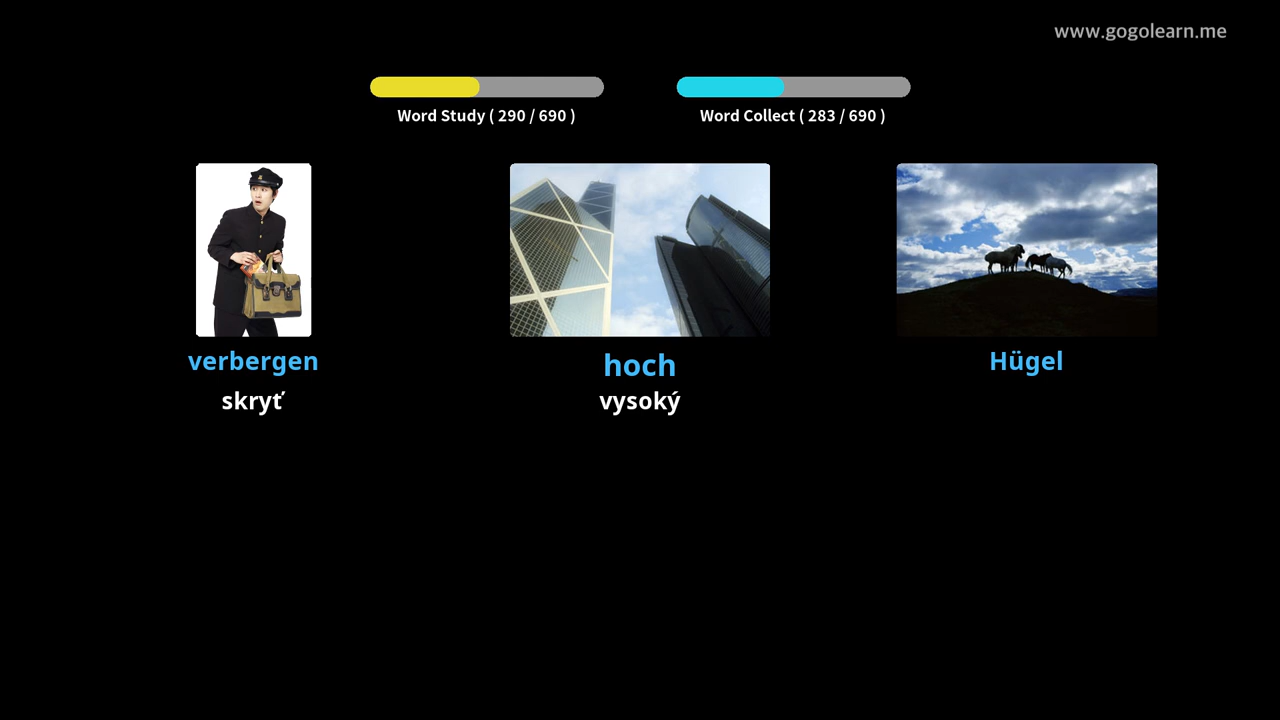 www.gogolearn.me
Word Study ( 290 / 690 )
Word Collect ( 283 / 690 )
verbergen
skryť
hoch
vysoký
Hügel